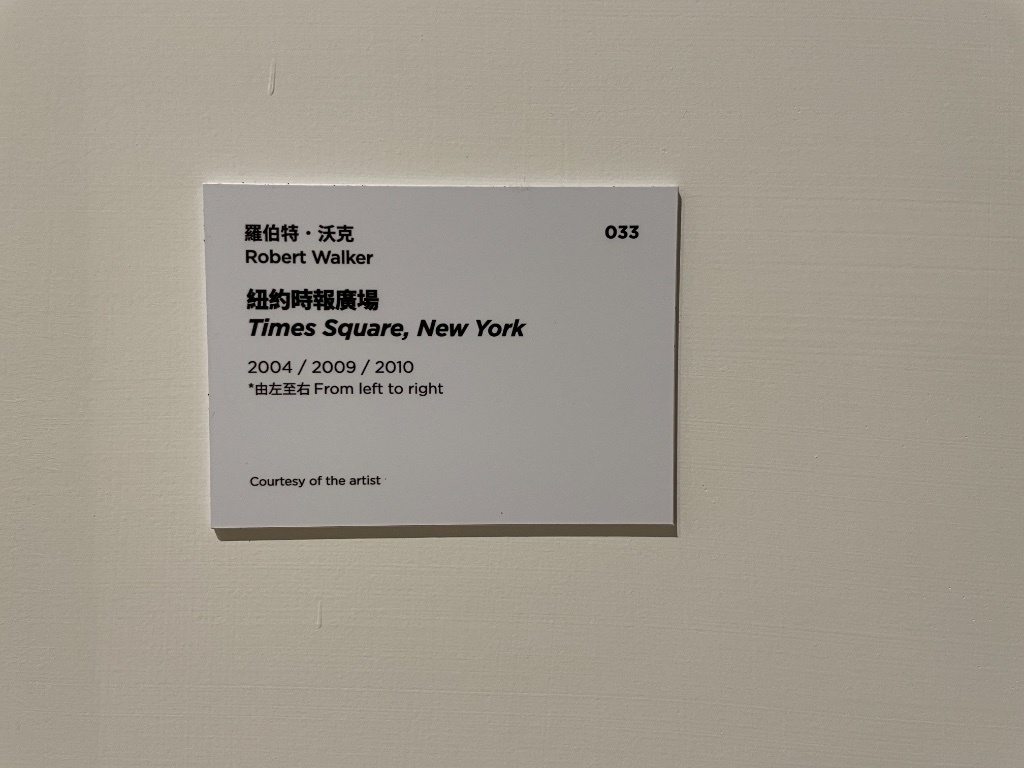 羅伯特・沃克 033
Robert Walker
紐約時報廣場
Times Square, New York
2004 / 2009 / 2010
*由左至右 From left to right
Courtesy of the artist